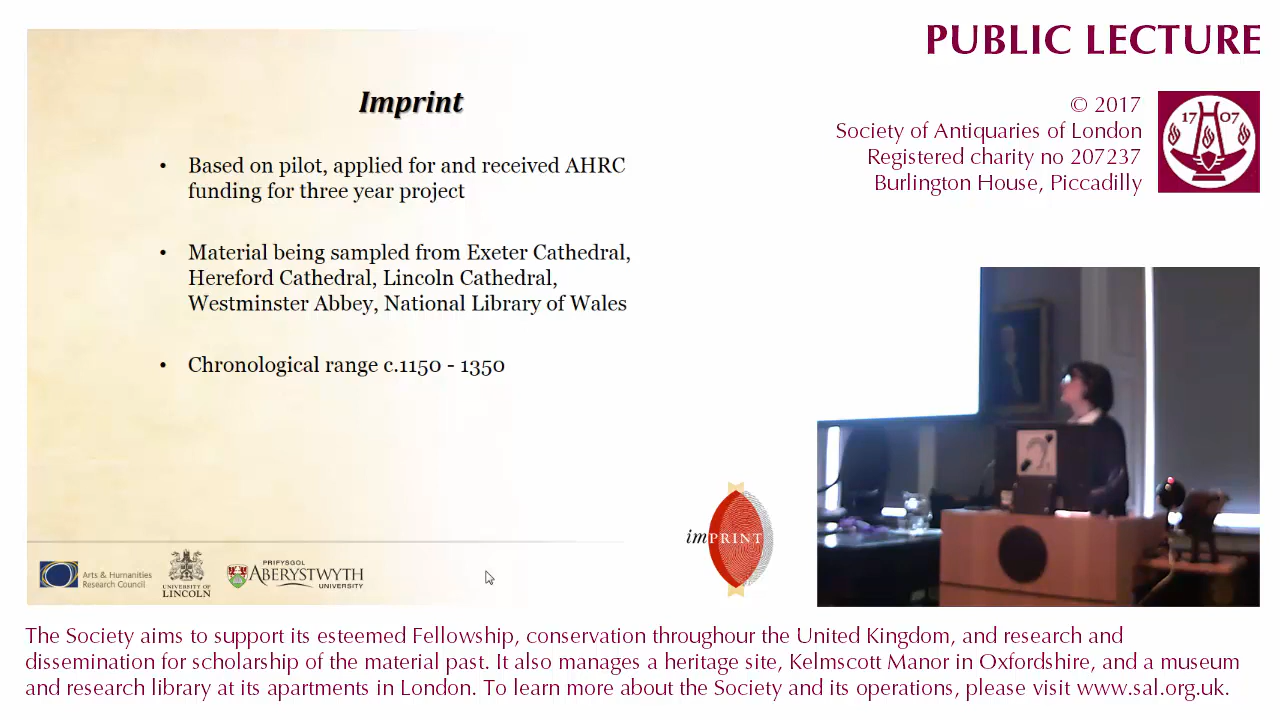 PUBLIC LECTURE
© 2017
Society of Antiquaries of London
Registered charity no 207237
Burlington House, Piccadilly
17 07
Imprint
• Based on pilot, applied for and received AHRC
funding for three year project
• Material being sampled from Exeter Cathedral,
Hereford Cathedral, Lincoln Cathedral,
Westminster Abbey, National Library of Wales
• Chronological range c.1150 - 1350
imPRINT
Arts & Humanities
Research Council
UNIVERSITY OF
LINCOLN
PRIFYSGOL
ABERYSTWYTH
UNIVERSITY
The Society aims to support its esteemed Fellowship, conservation throughour the United Kingdom, and research and
dissemination for scholarship of the material past. It also manages a heritage site, Kelmscott Manor in Oxfordshire, and a museum
and research library at its apartments in London. To learn more about the Society and its operations, please visit www.sal.org.uk.